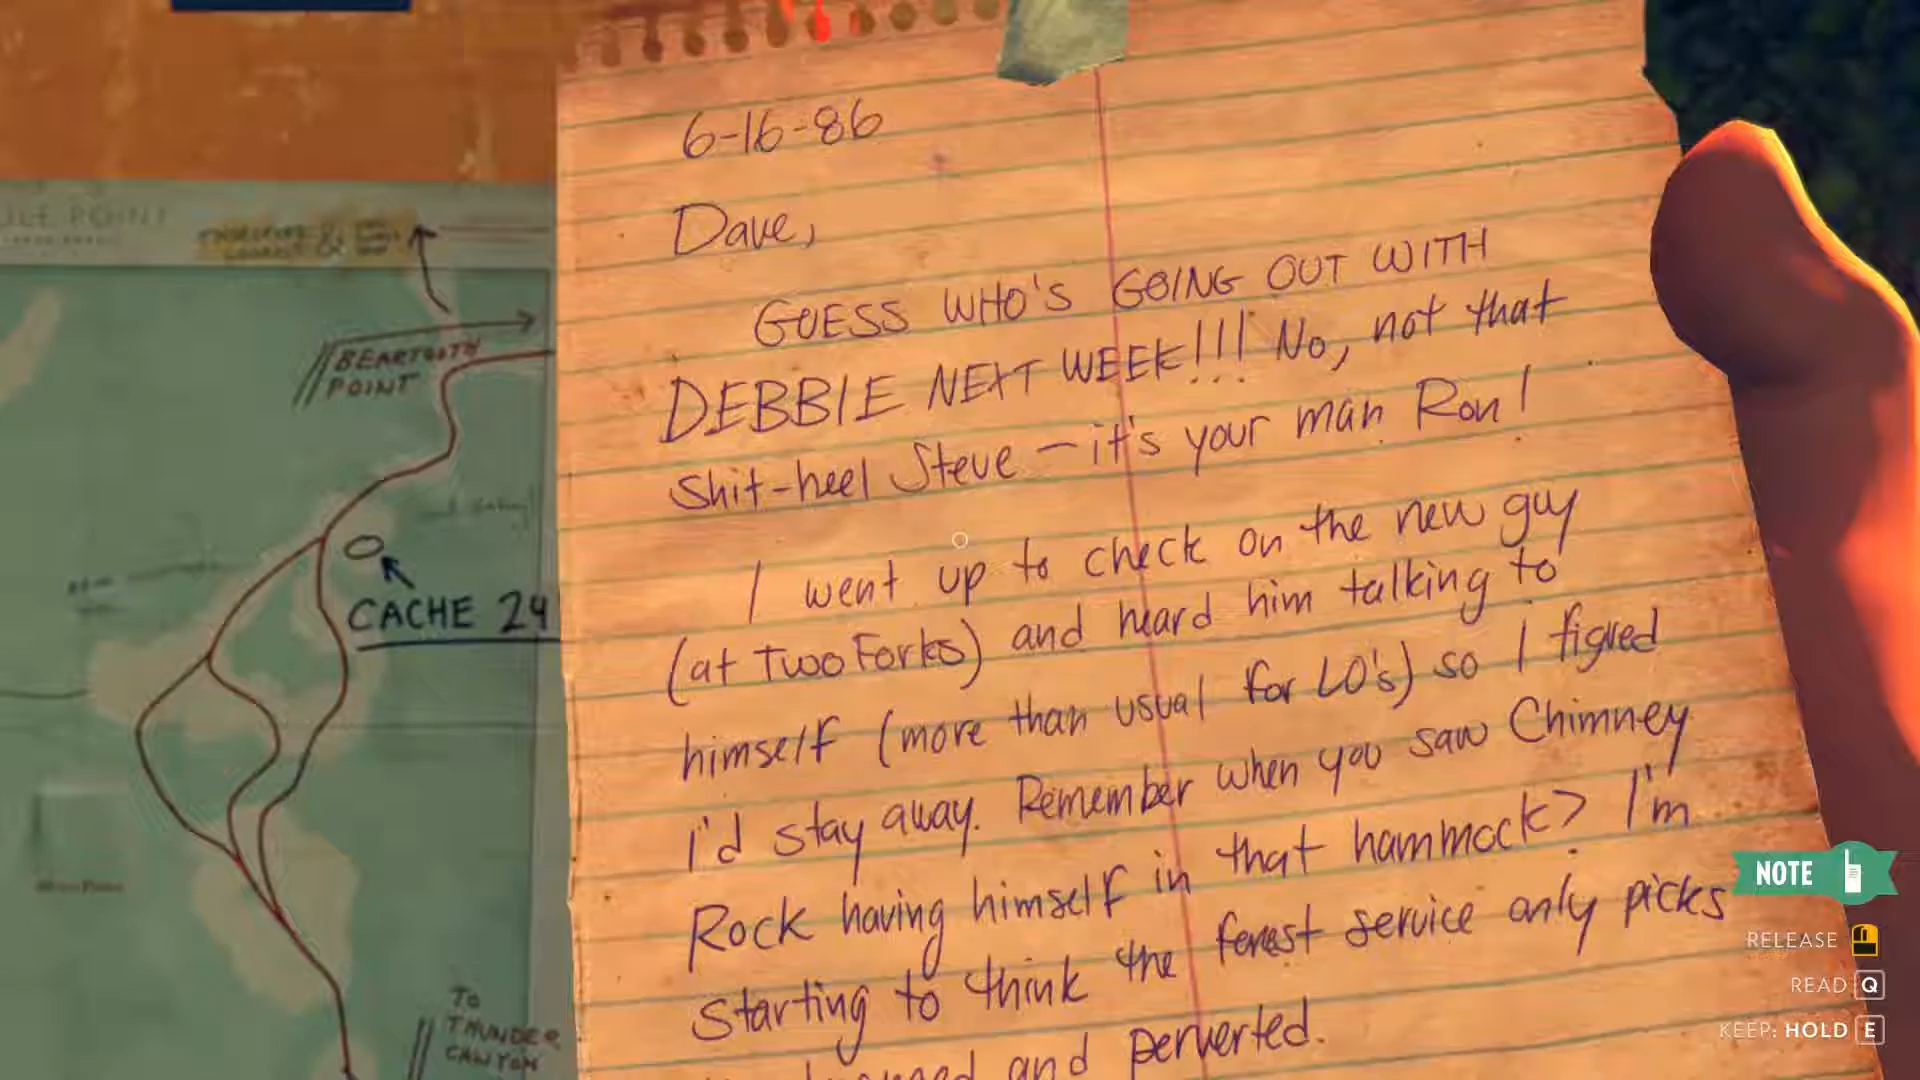 6-16-86
Dave,
GUESS WHO'S GOING OUT WITH
DEBBIE NEXT WEEK!!! No, not that
Shit-heel Steve - it's your man Ron!
I went up to check on the new guy
(at Two Forks) and heard him talking to
himself (more than usual for LO's) so I figred
I'd stay away. Remember when you saw Chimney
Rock having himself in that hammock? I'm
Starting to think the forest service only picks
and perverted.
POINT
BEARTOOTH
POINT
CACHE 24
TO
THUNDER
CANYON
NOTE
RELEASE
READ Q
KEEP: HOLD E